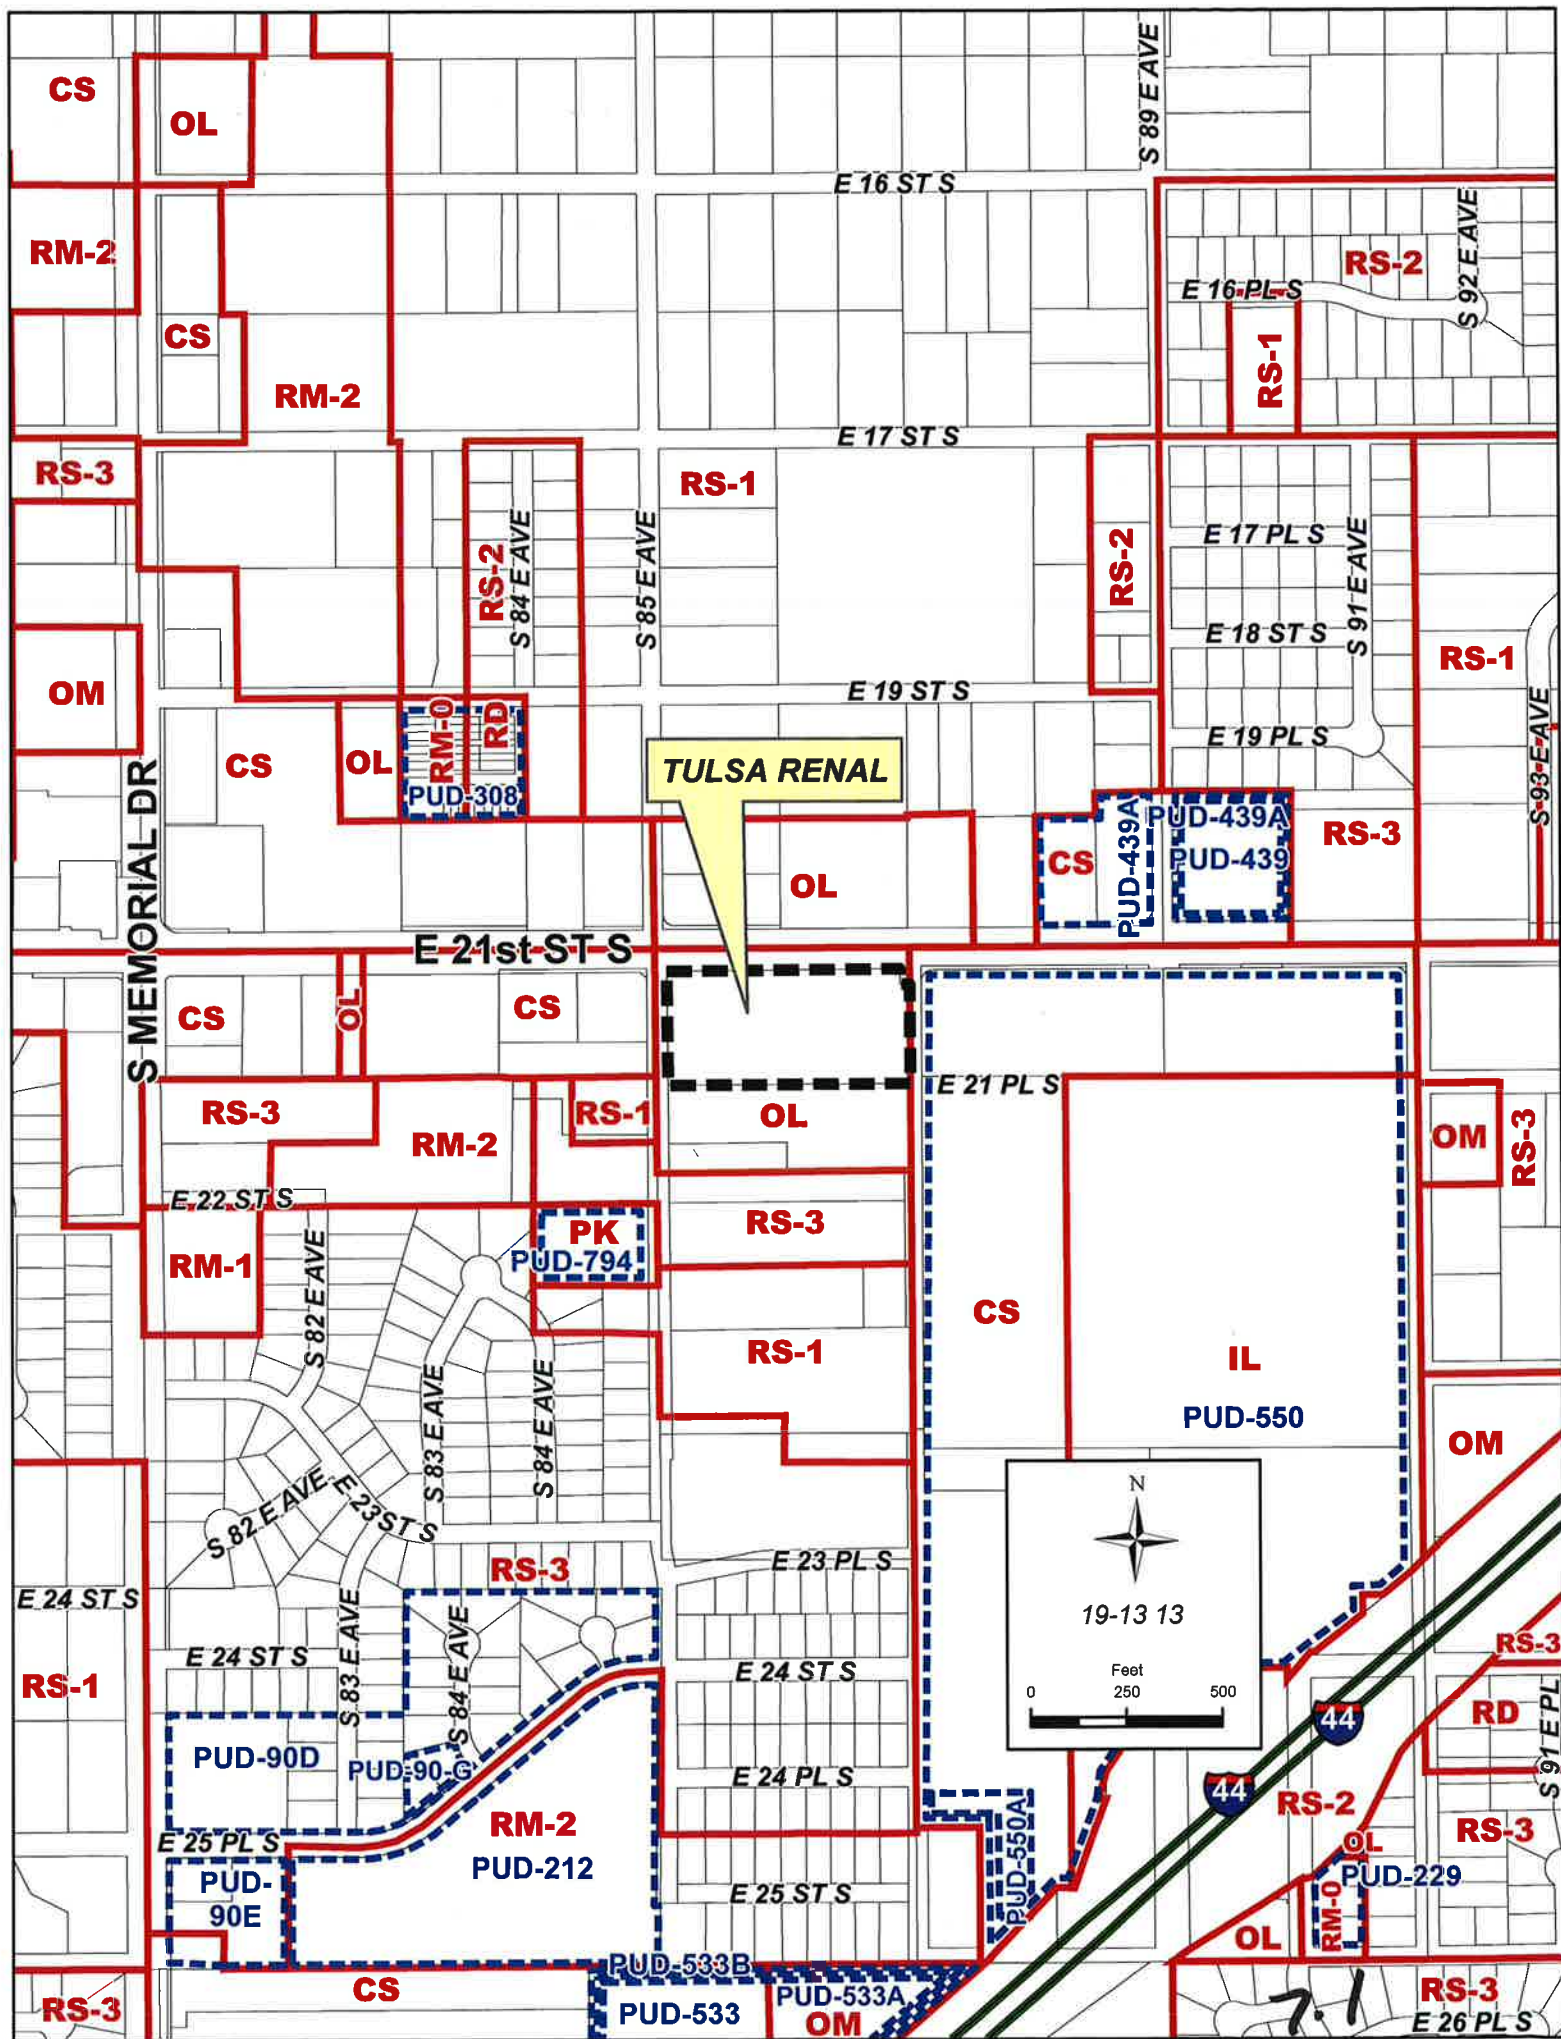 S 89 E AVE
CS
OL
E 16 ST S
RM-2
RS-2
S 92 E AVE
E 16 PL S
CS
RS-1
RM-2
E 17 ST S
RS-3
RS-1
RS-2
S 84 E AVE
S 85 E AVE
RS-2
E 17 PL S
S 91 E AVE
E 18 ST S
RS-1
OM
E 19 ST S
S 93 E AVE
CS
OL
RM-0
RD
PUD-308
E 19 PL S
TULSA RENAL
S MEMORIAL DR
OL
CS
PUD-439A
PUD-439A
PUD-439
RS-3
E 21st ST S
CS
OL
CS
E 21 PL S
RS-3
RS-1
OL
RM-2
OM
RS-3
E 22 ST S
PK
PUD-794
RS-3
RM-1
S 82 E AVE
CS
RS-1
IL
PUD-550
S 83 E AVE
S 84 E AVE
OM
S 82 E AVE
E 23 ST S
N
E 23 PL S
RS-3
E 24 ST S
19-13 13
S 83 E AVE
S 84 E AVE
E 24 ST S
E 24 ST S
RS-3
Feet
0 250 500
RS-1
RD
44
S 91 E PL
PUD-90D
PUD-90-G
E 24 PL S
44
RS-2
RM-2
PUD-212
PUD-550A
RS-3
E 25 PL S
OL
PUD-229
PUD-
90E
E 25 ST S
RM-0
OL
PUD-533B
CS
RS-3
PUD-533
PUD-533A
OM
RS-3
7.1
E 26 PL S